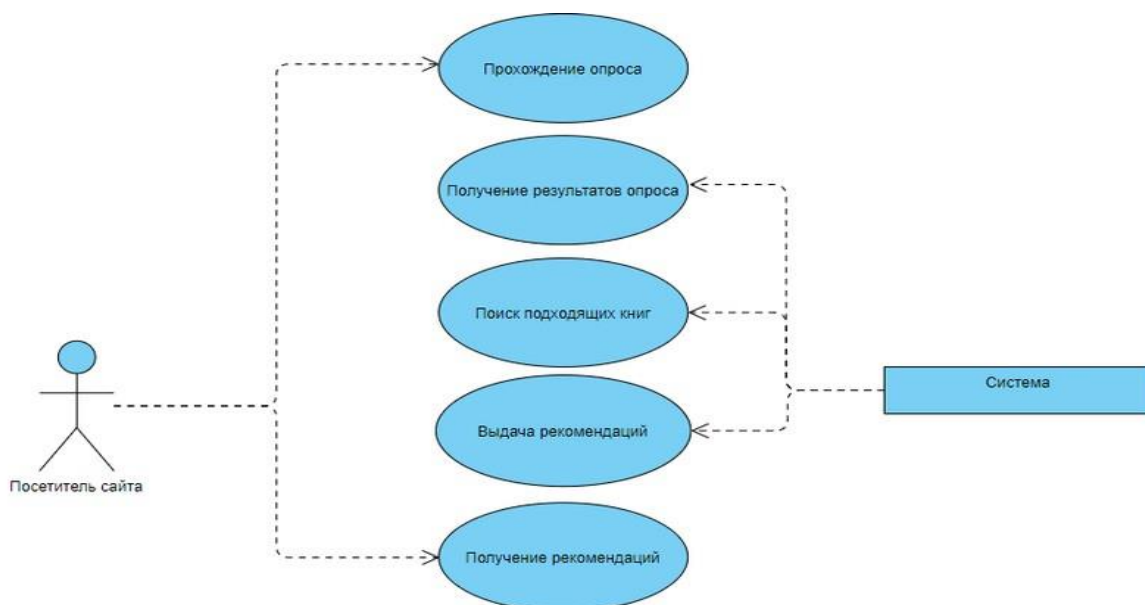 Прохождение опроса
Получение результатов опроса
Поиск подходящих книг
Система
Выдача рекомендаций
Посетитель сайта
Получение рекомендаций